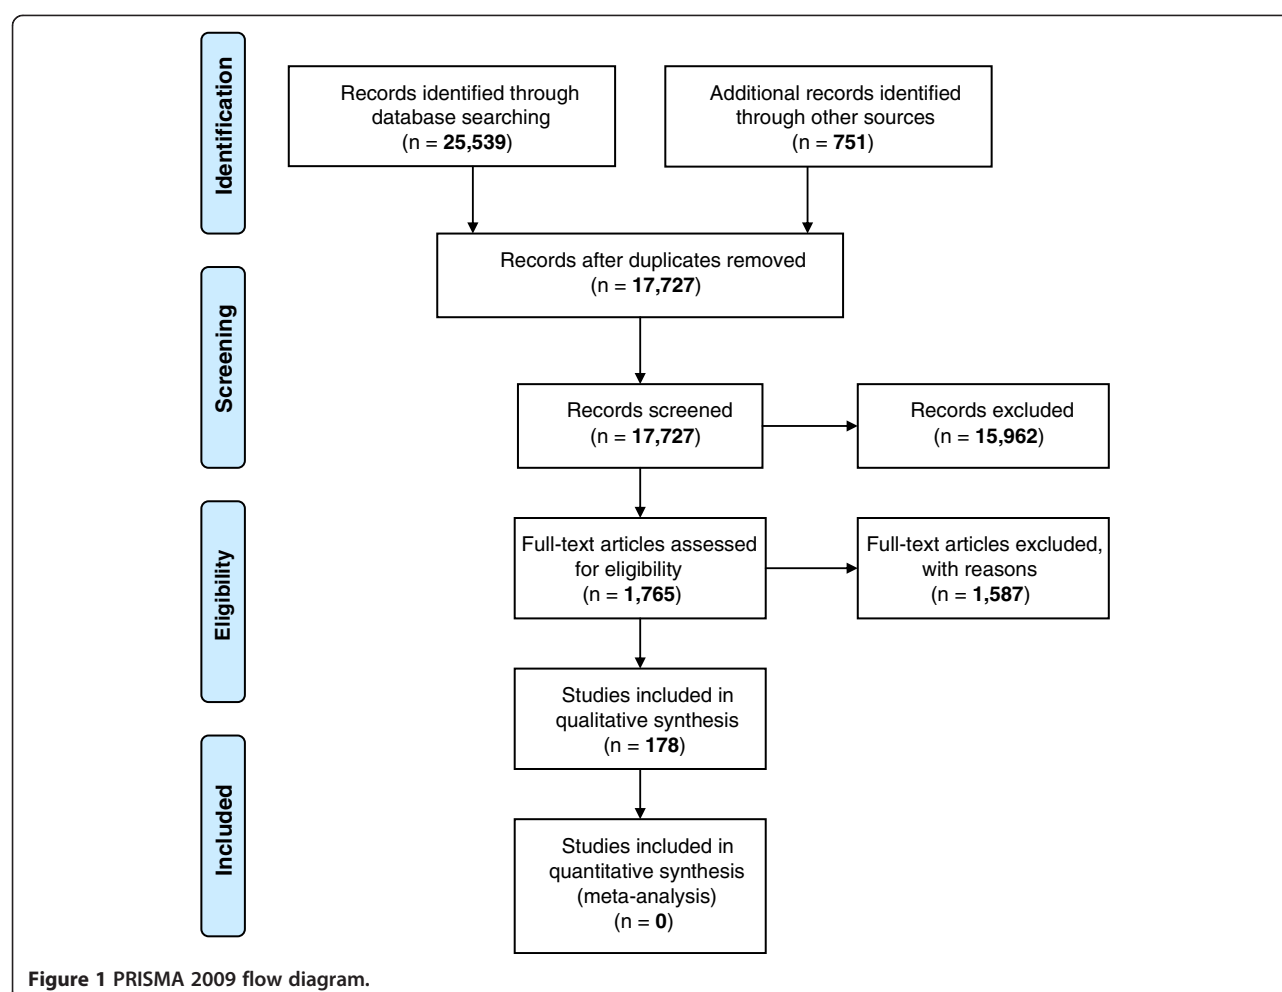 Identification
Records identified through
database searching
(n = 25,539)
Additional records identified
through other sources
(n = 751)
Records after duplicates removed
(n = 17,727)
Screening
Records screened
(n = 17,727)
Records excluded
(n = 15,962)
Eligibility
Full-text articles assessed
for eligibility
(n = 1,765)
Full-text articles excluded,
with reasons
(n = 1,587)
Studies included in
qualitative synthesis
(n = 178)
Included
Studies included in
quantitative synthesis
(meta-analysis)
(n = 0)
Figure 1 PRISMA 2009 flow diagram.